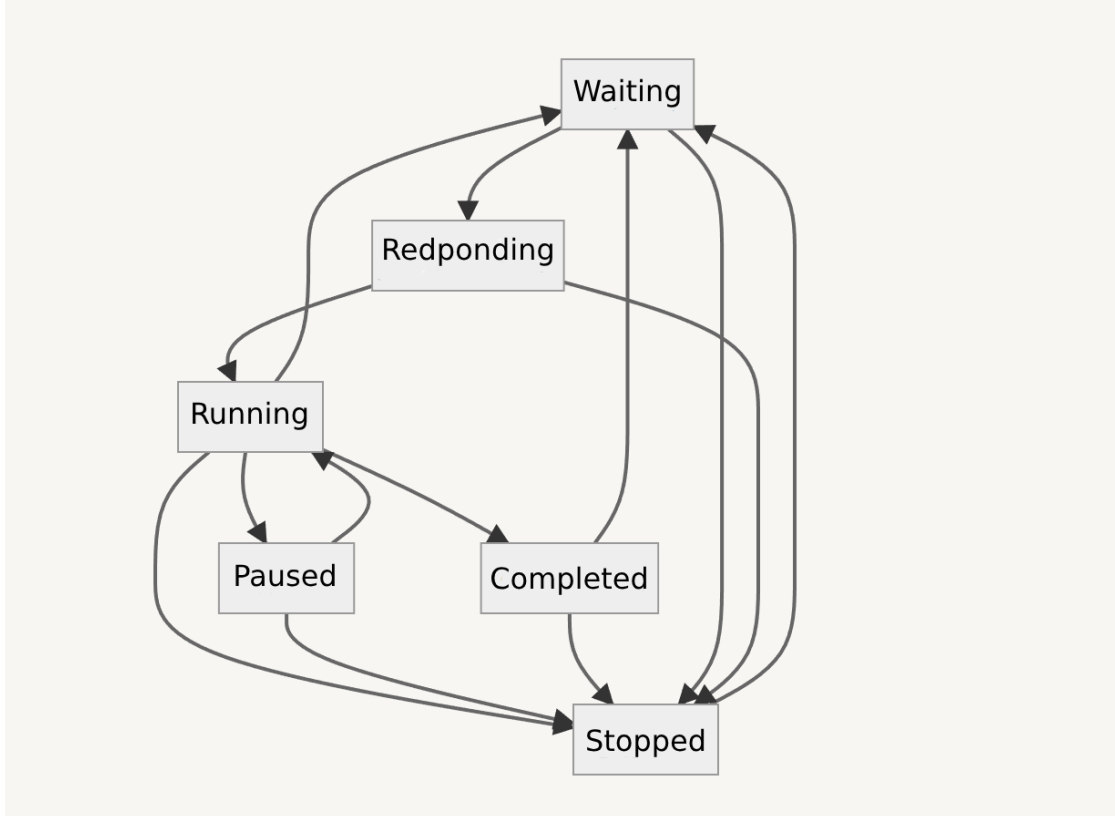 Waiting
Redponding
Running
Paused
Completed
Stopped